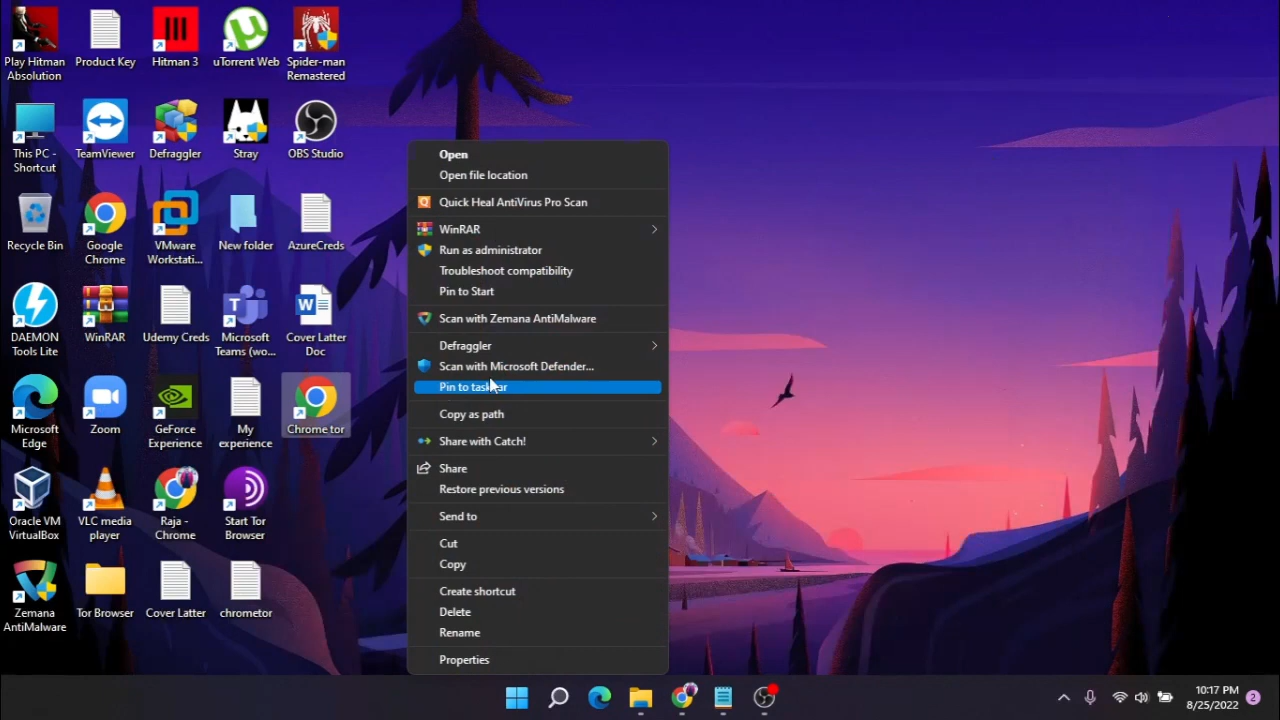 Play Hitman
Absolution
Product Key
Hitman 3
uTorrent Web
Spider-man
Remastered
This PC -
Shortcut
TeamViewer
Defraggler
Stray
OBS Studio
Recycle Bin
Google
Chrome
VMware
Workstati...
New folder
AzureCreds
DAEMON
Tools Lite
WinRAR
Udemy Creds
Microsoft
Teams (wo...
Cover Latter
Doc
Microsoft
Edge
Zoom
GeForce
Experience
My
experience
Chrome tor
Oracle VM
VirtualBox
VLC media
player
Raja -
Chrome
Start Tor
Browser
Zemana
AntiMalware
Tor Browser
Cover Latter
chrometor
Open
Open file location
Quick Heal AntiVirus Pro Scan
WinRAR
Run as administrator
Troubleshoot compatibility
Pin to Start
Scan with Zemana AntiMalware
Defraggler
Scan with Microsoft Defender...
Pin to taskbar
Copy as path
Share with Catch!
Share
Restore previous versions
Send to
Cut
Copy
Create shortcut
Delete
Rename
Properties
10:17 PM
8/25/2022
2